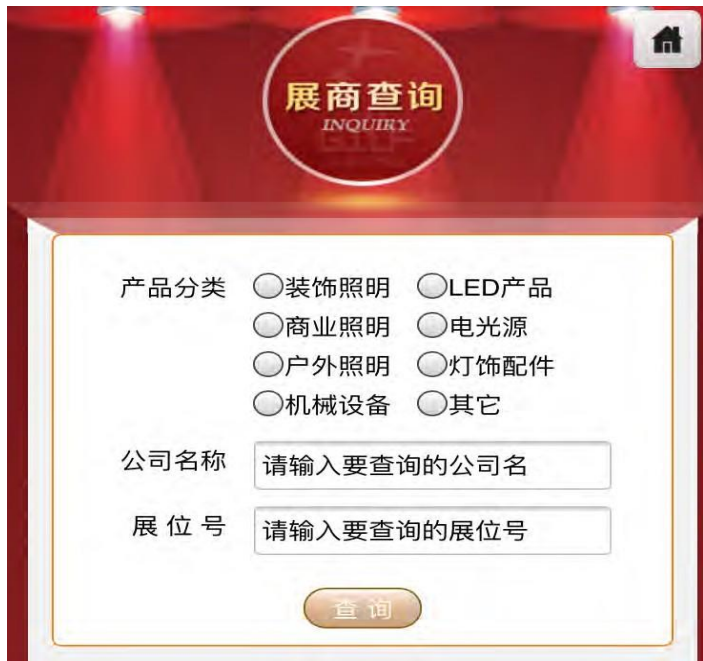 展商查询
INQUIRY
产品分类 装饰照明 LED产品
商业照明 电光源
户外照明 灯饰配件
机械设备 其它
公司名称 请输入要查询的公司名
展 位 号 请输入要查询的展位号
查 询